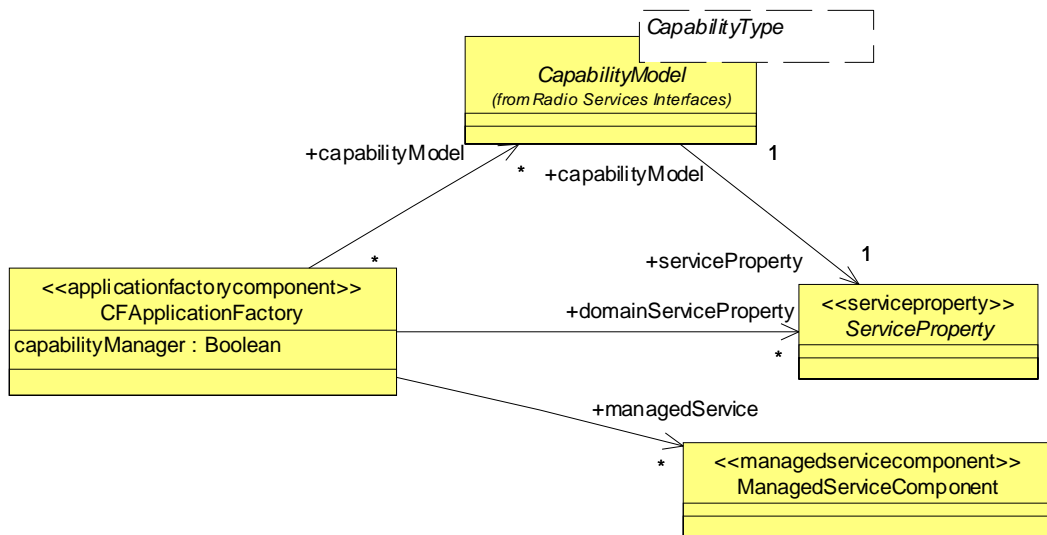 CapabilityType
CapabilityModel
(from Radio Services Interfaces)
+capabilityModel
*
+capabilityModel
1
*
+serviceProperty
1
<<applicationfactorycomponent>>
CFApplicationFactory
capabilityManager : Boolean
+domainServiceProperty
*
<<serviceproperty>>
ServiceProperty
+managedService
*
<<managedservicecomponent>>
ManagedServiceComponent